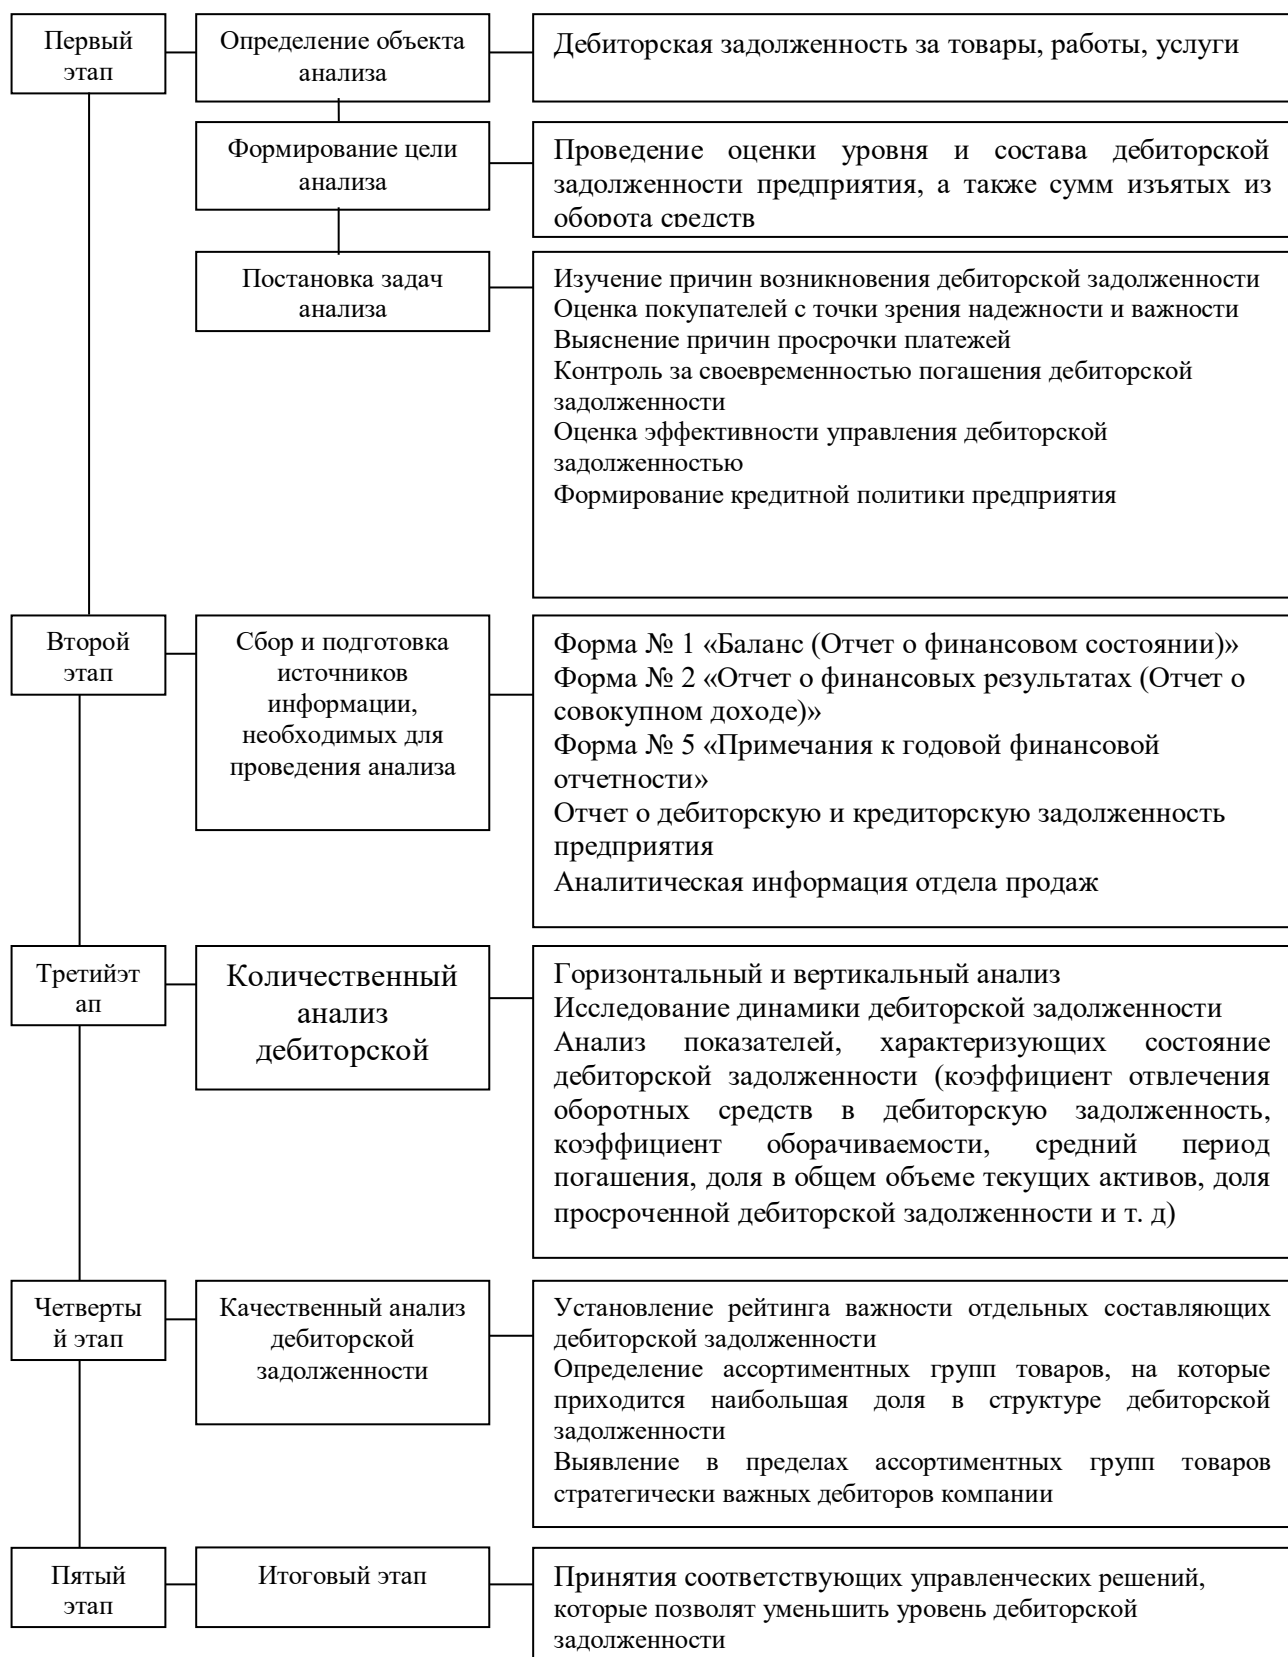 Первый
этап
Определение объекта
анализа
Дебиторская задолженность за товары, работы, услуги
Формирование цели
анализа
Проведение оценки уровня и состава дебиторской
задолженности предприятия, а также сумм изъятых из
оборота средств
Постановка задач
анализа
Изучение причин возникновения дебиторской задолженности
Оценка покупателей с точки зрения надежности и важности
Выяснение причин просрочки платежей
Контроль за своевременностью погашения дебиторской
задолженности
Оценка эффективности управления дебиторской
задолженностью
Формирование кредитной политики предприятия
Второй
этап
Сбор и подготовка
источников
информации,
необходимых для
проведения анализа
Форма № 1 «Баланс (Отчет о финансовом состоянии)»
Форма № 2 «Отчет о финансовых результатах (Отчет о
совокупном доходе)»
Форма № 5 «Примечания к годовой финансовой
отчетности»
Отчет о дебиторскую и кредиторскую задолженность
предприятия
Аналитическая информация отдела продаж
Третийэт
ап
Количественный
анализ
дебиторской
Горизонтальный и вертикальный анализ
Исследование динамики дебиторской задолженности
Анализ показателей, характеризующих состояние
дебиторской задолженности (коэффициент отвлечения
оборотных средств в дебиторскую задолженность,
коэффициент оборачиваемости, средний период
погашения, доля в общем объеме текущих активов, доля
просроченной дебиторской задолженности и т. д)
Четверты
й этап
Качественный анализ
дебиторской
задолженности
Установление рейтинга важности отдельных составляющих
дебиторской задолженности
Определение ассортиментных групп товаров, на которые
приходится наибольшая доля в структуре дебиторской
задолженности
Выявление в пределах ассортиментных групп товаров
стратегически важных дебиторов компании
Пятый
этап
Итоговый этап
Принятия соответствующих управленческих решений,
которые позволят уменьшить уровень дебиторской
задолженности